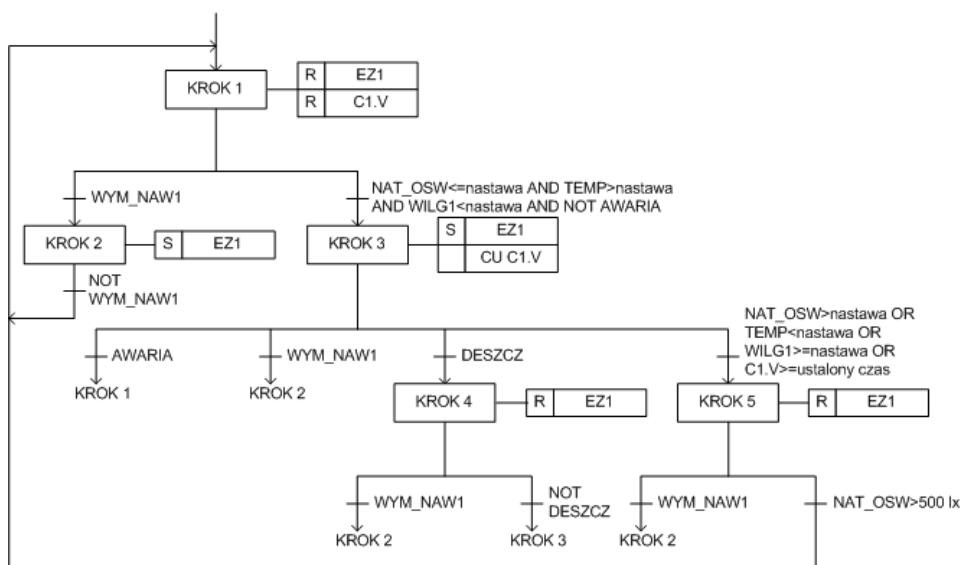 KROK 1
R EZ1
R C1.V
WYM_NAW1
NAT_OSW<=nastawa AND TEMP>nastawa
AND WILG1<nastawa AND NOT AWARIA
KROK 2
S EZ1
KROK 3
S EZ1
CU C1.V
NOT
WYM_NAW1
AWARIA
WYM_NAW1
DESZCZ
NAT_OSW>nastawa OR
TEMP<nastawa OR
WILG1>=nastawa OR
C1.V>=ustalony czas
KROK 1
KROK 2
KROK 4
R EZ1
KROK 5
R EZ1
WYM_NAW1
NOT
DESZCZ
WYM_NAW1
NAT_OSW>500 lx
KROK 2
KROK 3
KROK 2